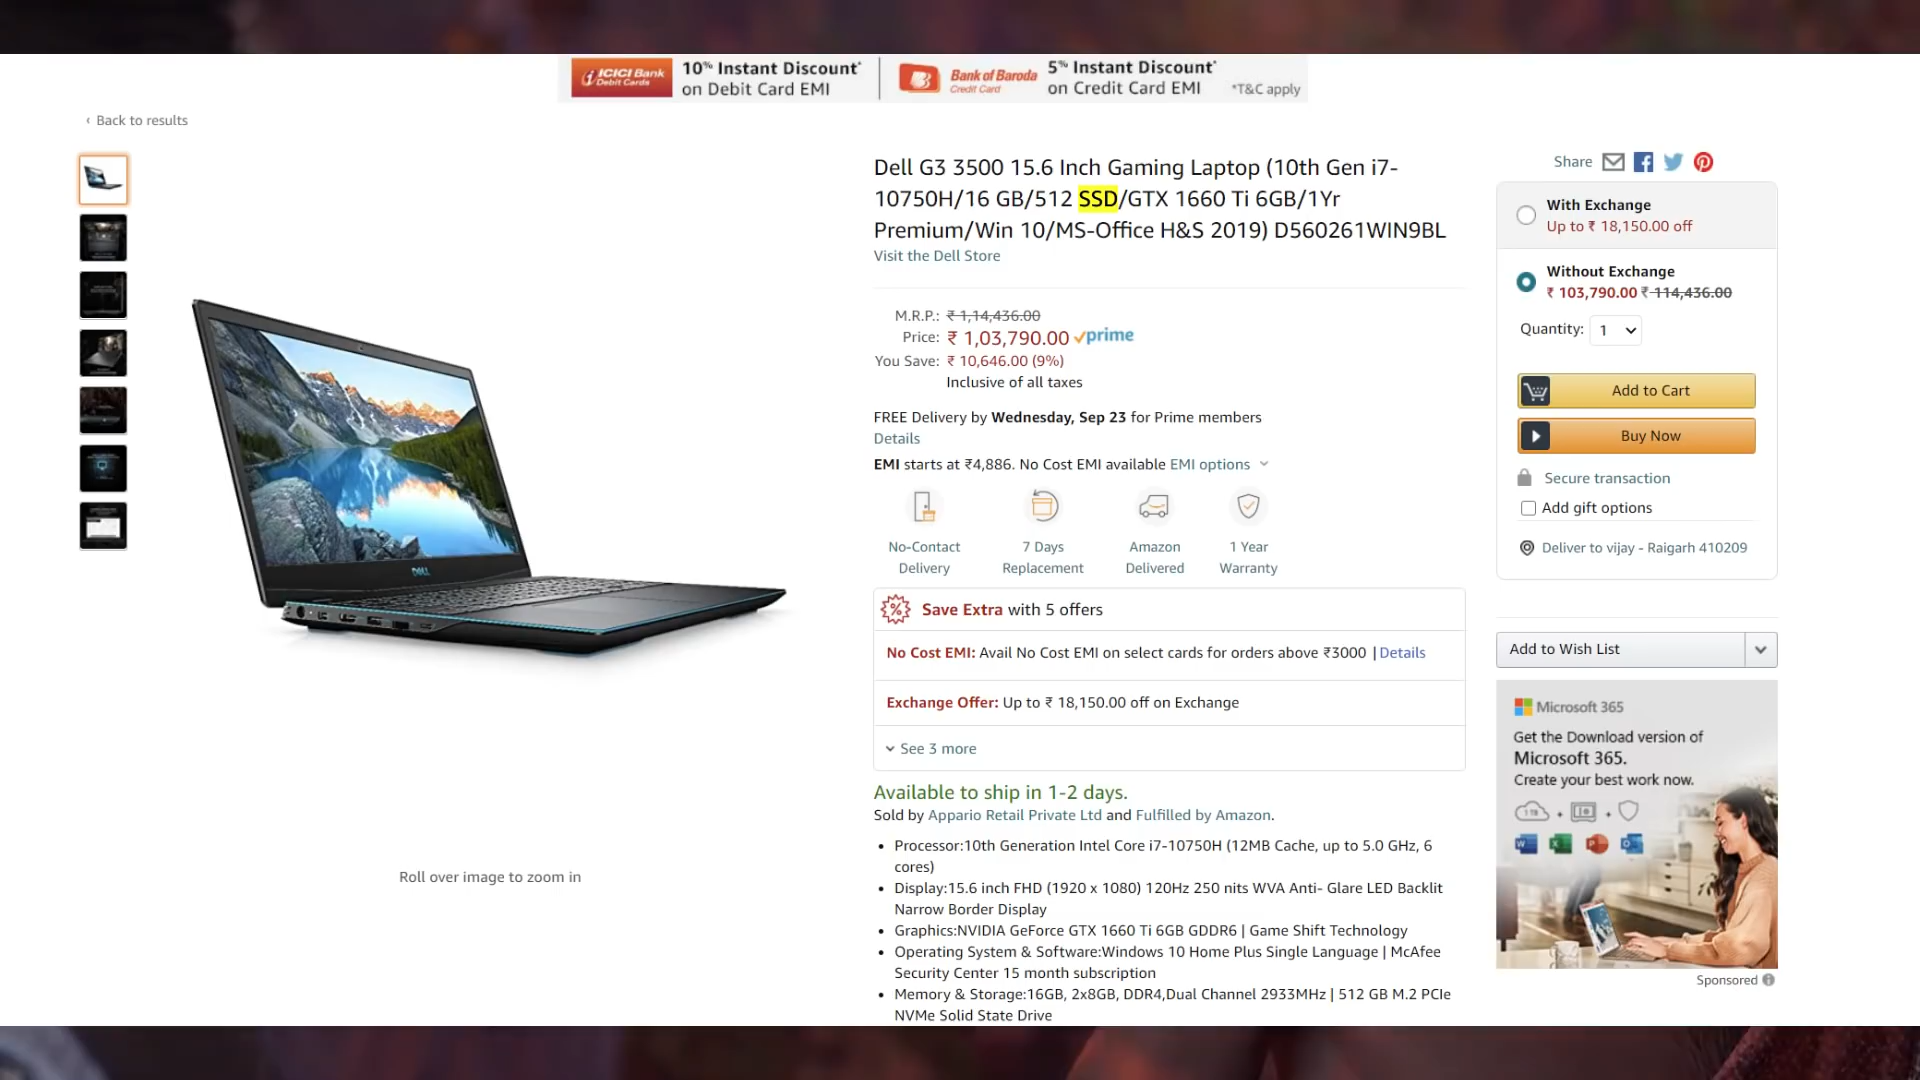 ICICI Bank
Debit Cards
10% Instant Discount*
on Debit Card EMI
Bank of Baroda
Credit Card
5% Instant Discount*
on Credit Card EMI
*T&C apply
‹ Back to results
Dell G3 3500 15.6 Inch Gaming Laptop (10th Gen i7-
10750H/16 GB/512 SSD/GTX 1660 Ti 6GB/1Yr
Premium/Win 10/MS-Office H&S 2019) D560261WIN9BL
Visit the Dell Store
M.R.P.: ₹ 1,14,436.00
Price: ₹ 1,03,790.00 prime
You Save: ₹ 10,646.00 (9%)
Inclusive of all taxes
FREE Delivery by Wednesday, Sep 23 for Prime members
Details
EMI starts at ₹4,886. No Cost EMI available EMI options
No-Contact
Delivery
7 Days
Replacement
Amazon
Delivered
1 Year
Warranty
Save Extra with 5 offers
No Cost EMI: Avail No Cost EMI on select cards for orders above ₹3000 | Details
Exchange Offer: Up to ₹ 18,150.00 off on Exchange
See 3 more
Available to ship in 1-2 days.
Sold by Appario Retail Private Ltd and Fulfilled by Amazon.
• Processor:10th Generation Intel Core i7-10750H (12MB Cache, up to 5.0 GHz, 6
cores)
• Display:15.6 inch FHD (1920 x 1080) 120Hz 250 nits WVA Anti- Glare LED Backlit
Narrow Border Display
• Graphics:NVIDIA GeForce GTX 1660 Ti 6GB GDDR6 | Game Shift Technology
• Operating System & Software:Windows 10 Home Plus Single Language | McAfee
Security Center 15 month subscription
• Memory & Storage:16GB, 2x8GB, DDR4,Dual Channel 2933MHz | 512 GB M.2 PCIe
NVMe Solid State Drive
DELL
Roll over image to zoom in
Share
With Exchange
Up to ₹ 18,150.00 off
Without Exchange
₹ 103,790.00 ₹ 114,436.00
Quantity: 1
Add to Cart
Buy Now
Secure transaction
Add gift options
Deliver to vijay - Raigarh 410209
Add to Wish List
Microsoft 365
Get the Download version of
Microsoft 365.
Create your best work now.
1 TB
Sponsored